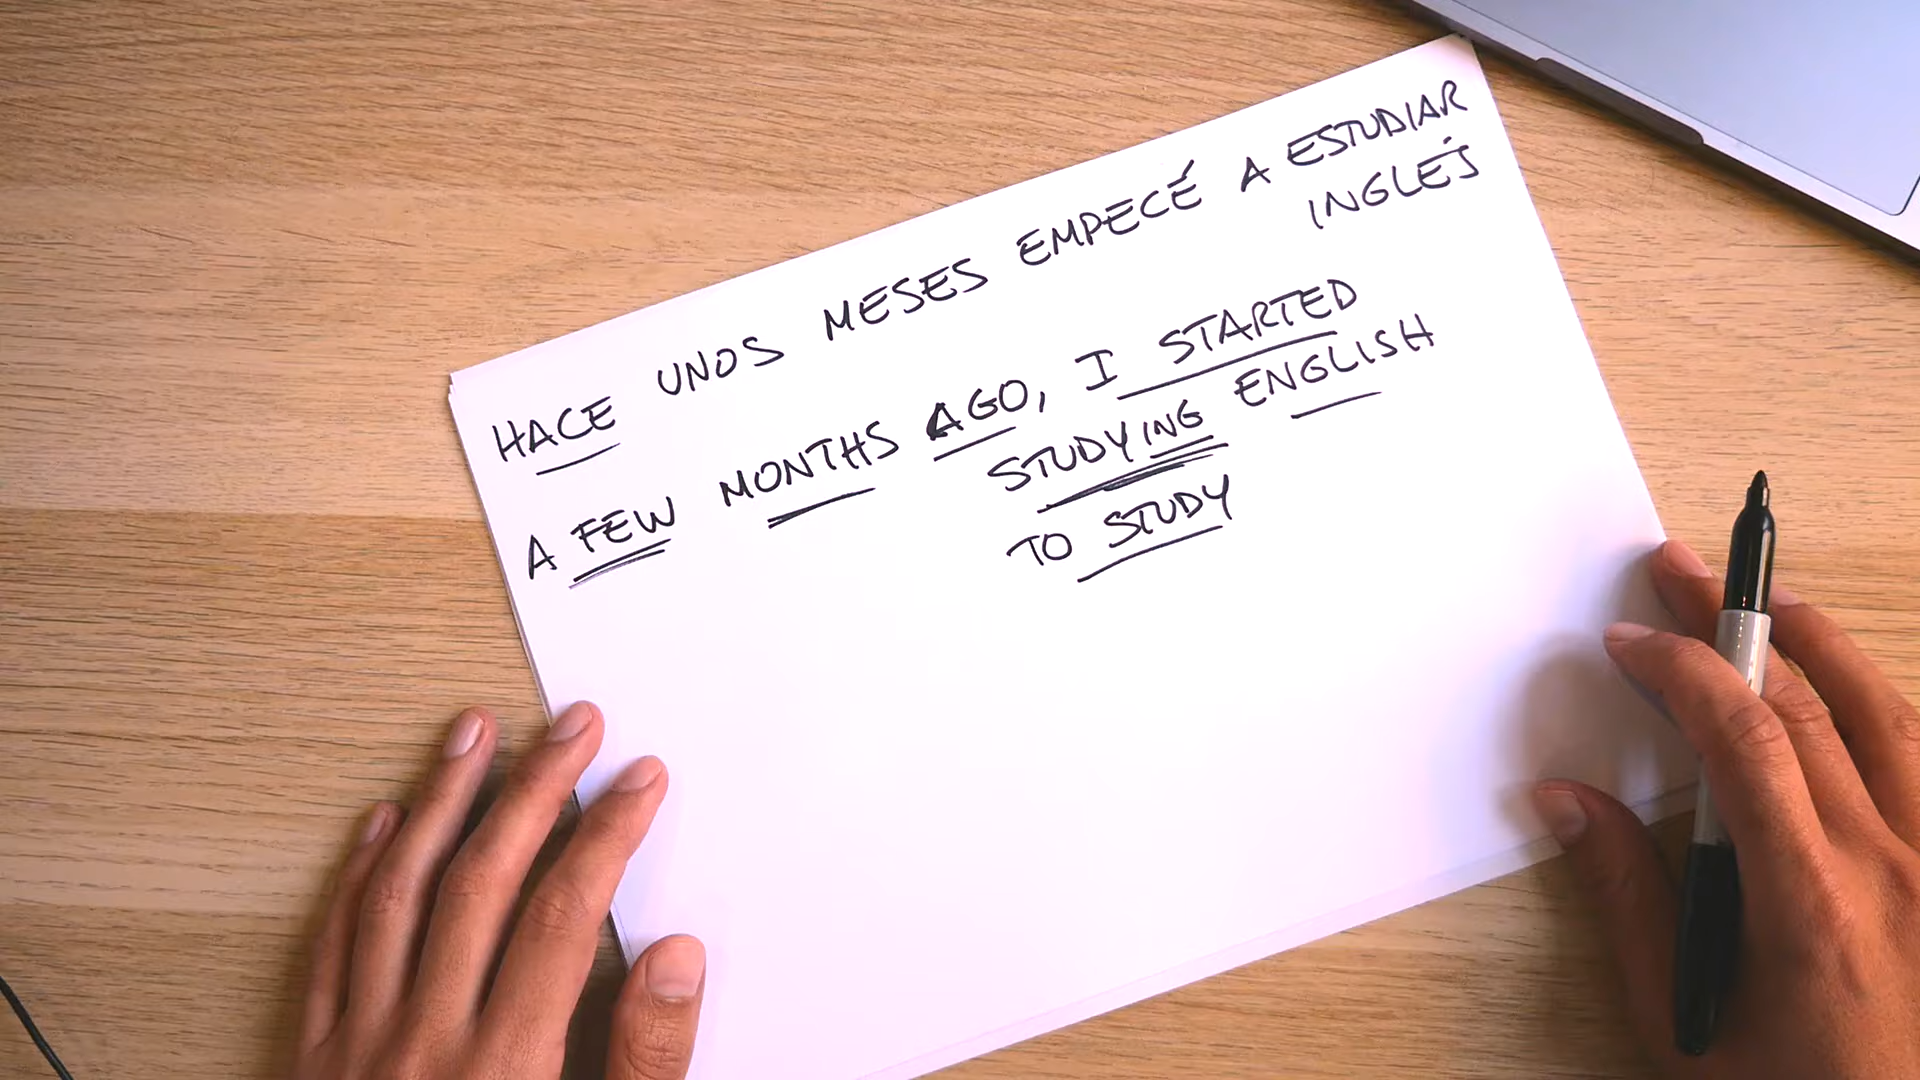 HACE UNOS MESES EMPECÉ A ESTUDIAR
INGLÉS
A FEW MONTHS AGO, I STARTED
STUDYING ENGLISH
TO STUDY